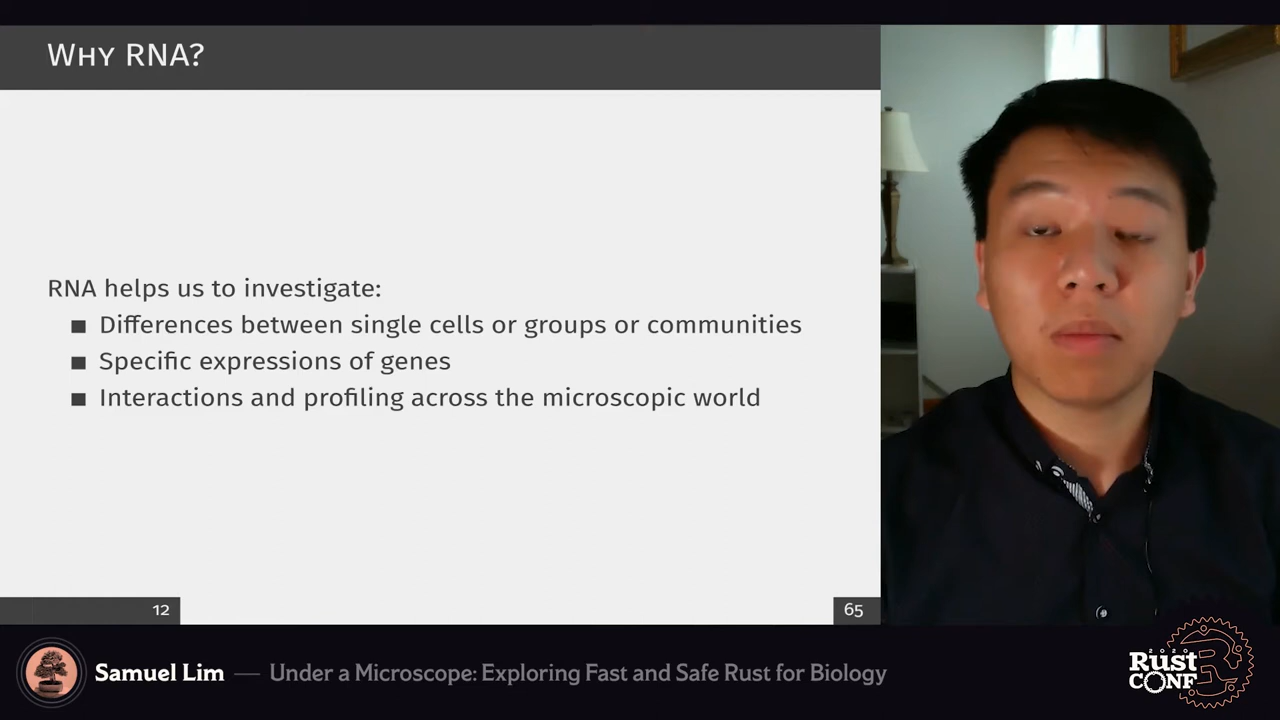 Why RNA?
RNA helps us to investigate:
Differences between single cells or groups or communities
Specific expressions of genes
Interactions and profiling across the microscopic world
12
65
Samuel Lim — Under a Microscope: Exploring Fast and Safe Rust for Biology
2020
Rust
CONF
R